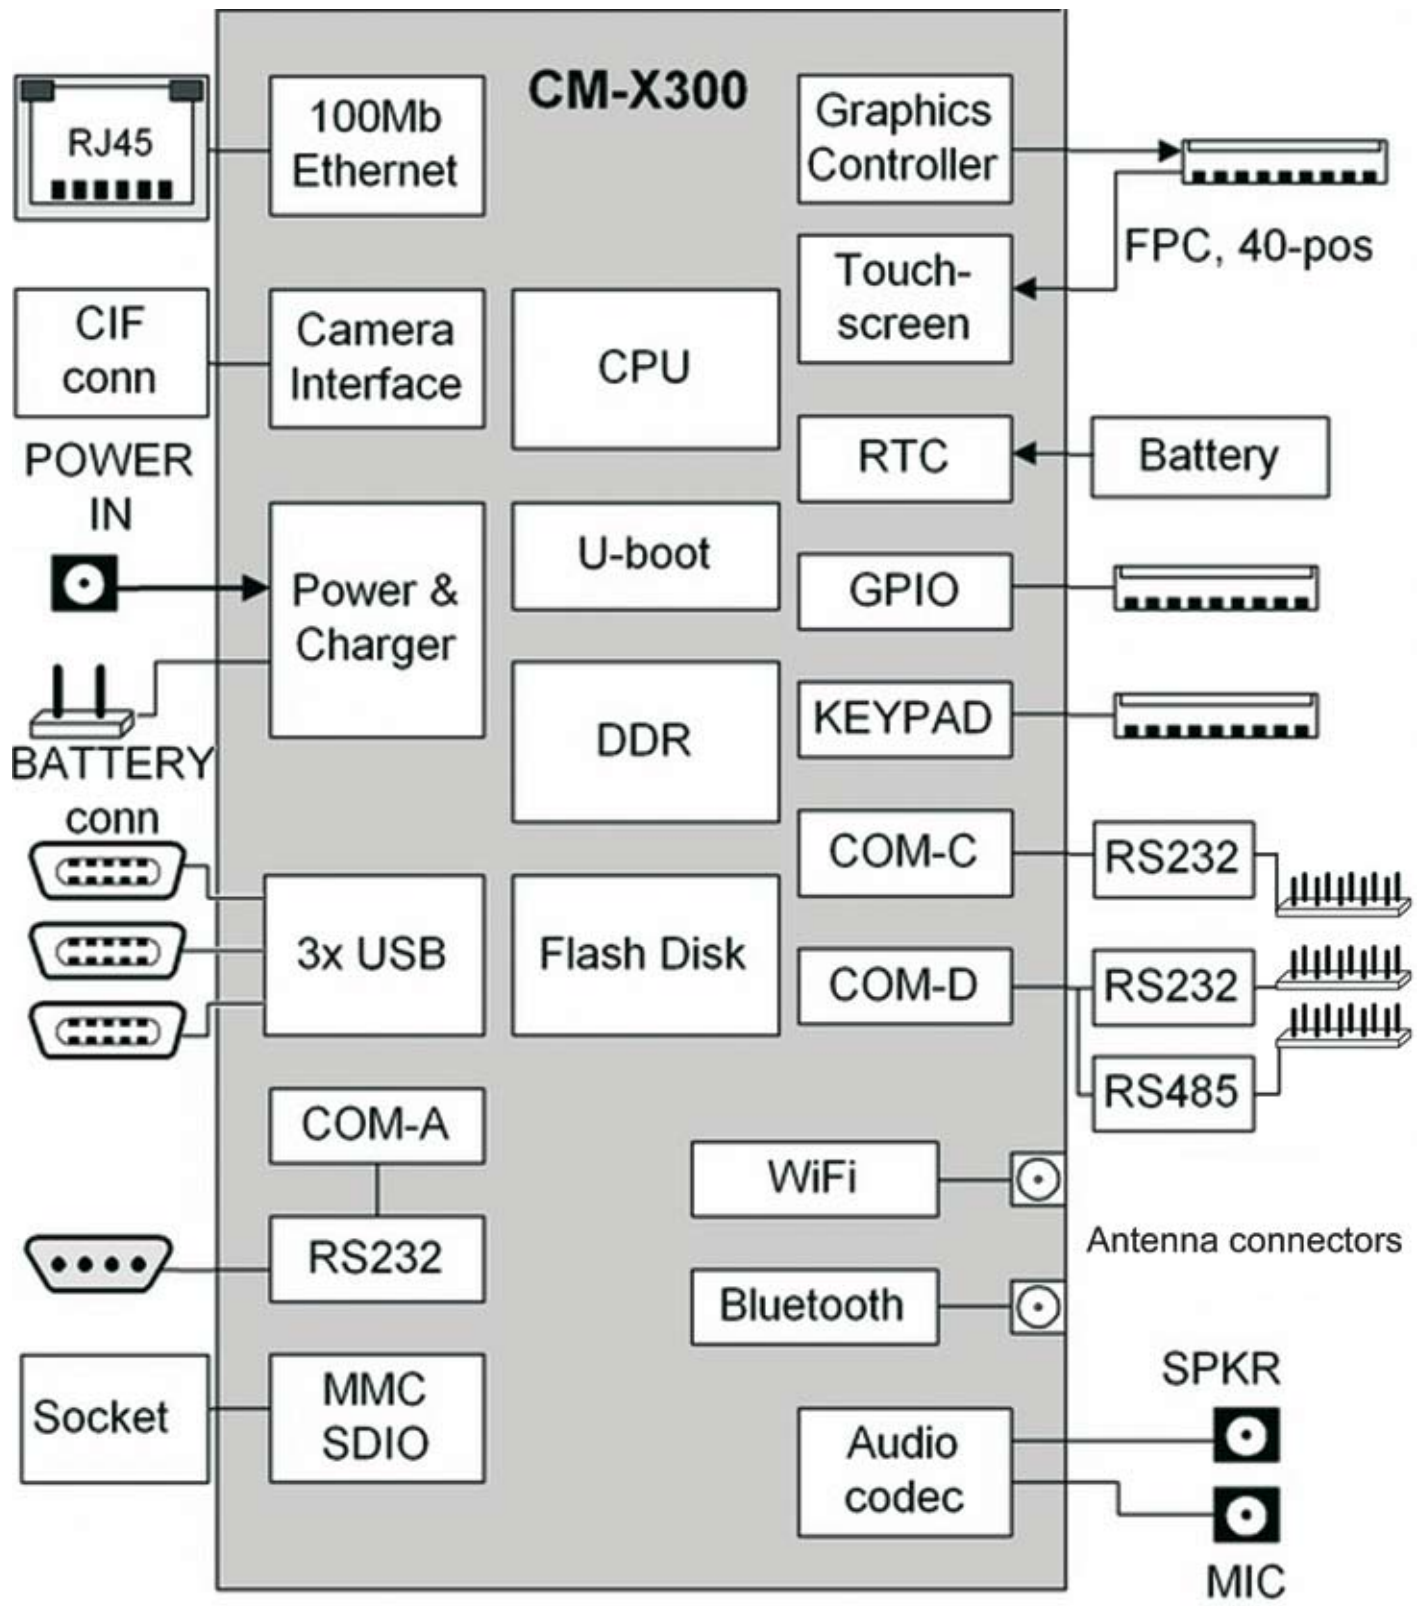 CM-X300
RJ45
100Mb
Ethernet
Graphics
Controller
FPC, 40-pos
Touch-
screen
CIF
conn
Camera
Interface
CPU
RTC
Battery
POWER
IN
Power &
Charger
U-boot
GPIO
BATTERY
conn
DDR
KEYPAD
COM-C
RS232
3x USB
Flash Disk
COM-D
RS232
RS485
COM-A
RS232
WiFi
Antenna connectors
Bluetooth
Socket
MMC
SDIO
SPKR
Audio
codec
MIC